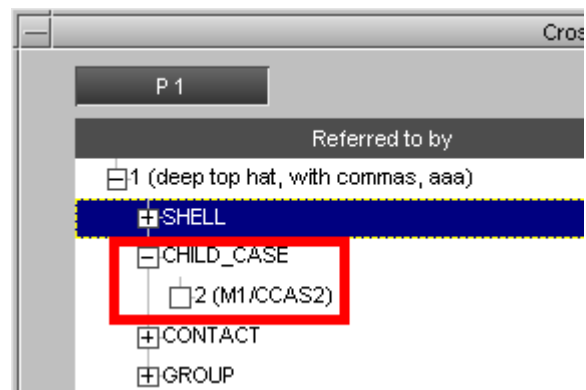 Cros
P 1
Referred to by
1 (deep top hat, with commas, aaa)
SHELL
CHILD_CASE
2 (M1/CCAS2)
CONTACT
GROUP